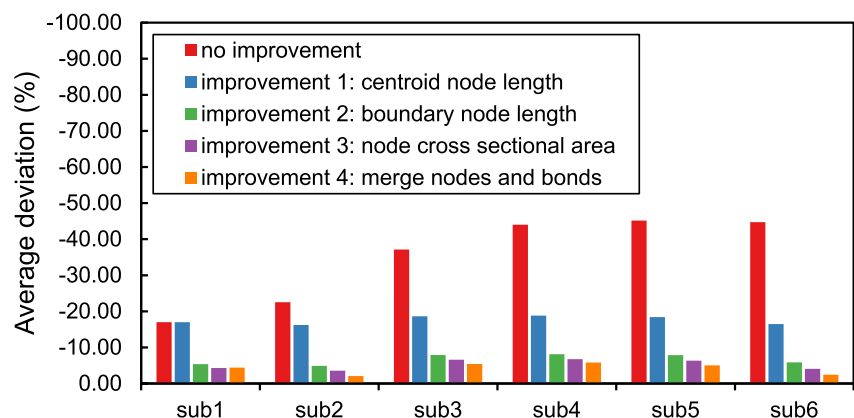 -100.00
-90.00
-80.00
-70.00
-60.00
-50.00
-40.00
-30.00
-20.00
-10.00
0.00
Average deviation (%)
no improvement
improvement 1: centroid node length
improvement 2: boundary node length
improvement 3: node cross sectional area
improvement 4: merge nodes and bonds
sub1 sub2 sub3 sub4 sub5 sub6